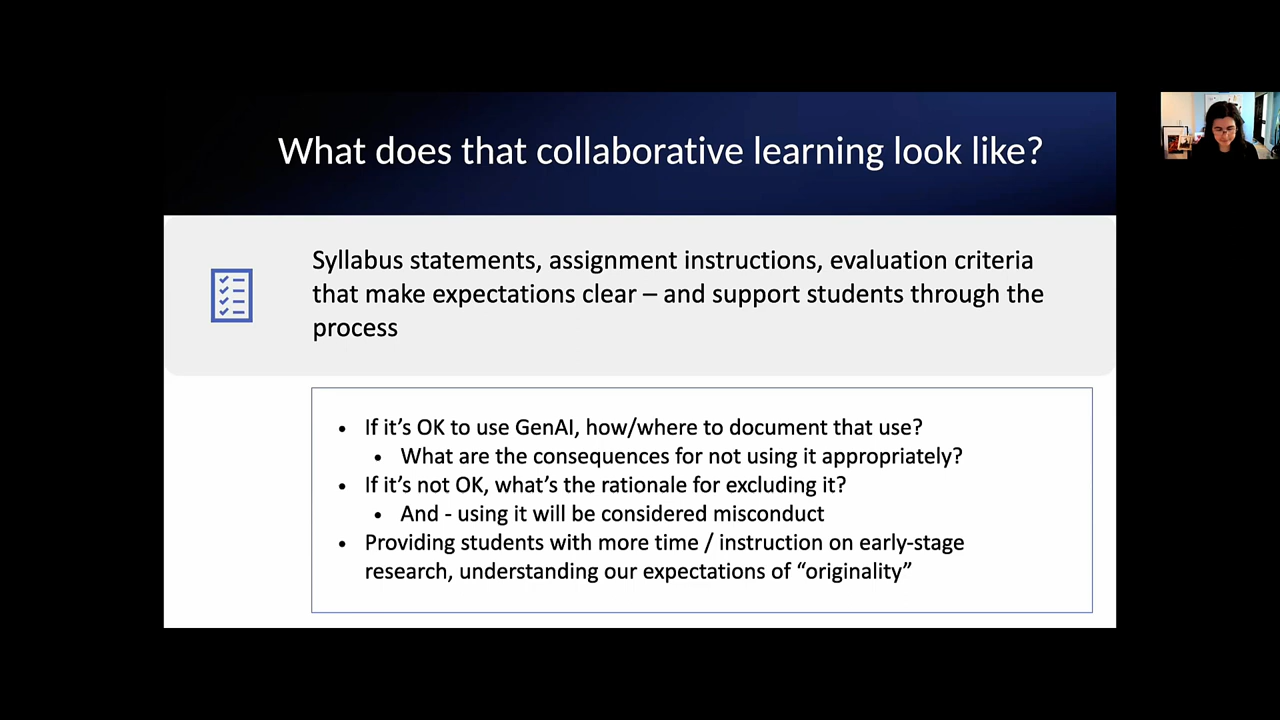 What does that collaborative learning look like?
Syllabus statements, assignment instructions, evaluation criteria
that make expectations clear – and support students through the
process
• If it’s OK to use GenAI, how/where to document that use?
• What are the consequences for not using it appropriately?
• If it’s not OK, what’s the rationale for excluding it?
• And - using it will be considered misconduct
• Providing students with more time / instruction on early-stage
research, understanding our expectations of “originality”